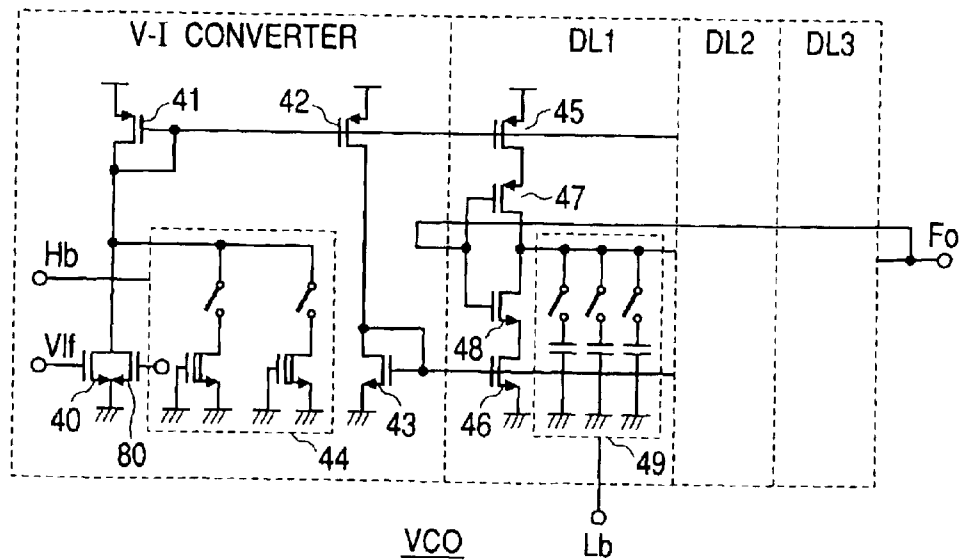 V-I CONVERTER
DL1
DL2
DL3
41
42
45
47
Hb
Fo
Vlf
48
40
80
44
43
46
49
VCO
Lb